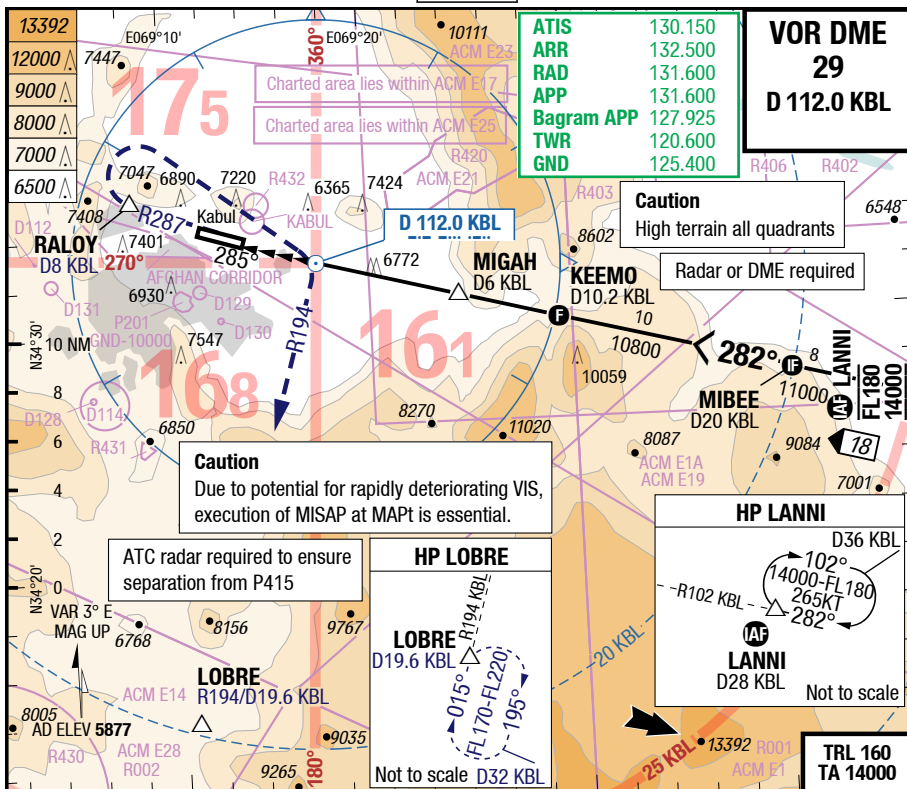 13392
12000
9000
8000
7000
6500
E069°10'
360°
E069°20'
10111
ACM E23
7447
175
Charted area lies within ACM E17
Charted area lies within ACM E25
ATIS 130.150
ARR 132.500
RAD 131.600
APP 131.600
Bagram APP 127.925
TWR 120.600
GND 125.400
VOR DME
29
D 112.0 KBL
R420
ACM E21
R406
R402
R403
7047
6890
7220
R432
6365
7424
7408
Kabul
KABUL
R287
D112
RALOY
D8 KBL
7401
270°
285°
D 112.0 KBL
Caution
High terrain all quadrants
6548
8602
Radar or DME required
6772
MIGAH
D6 KBL
KEEMO
D10.2 KBL
F
10
10800
AFGHAN CORRIDOR
6930
D131
D129
P201
GND-10000
D130
R194
N34°30'
10 NM
7547
168
161
10059
282°
IF
8
11000
MIBEE
D20 KBL
LANNI
IAF
FL180
14000
18
8
6
4
2
0
D128
D114
R431
6850
8270
11020
8087
ACM E1A
ACM E19
9084
7001
Caution
Due to potential for rapidly deteriorating VIS,
execution of MISAP at MAPt is essential.
ATC radar required to ensure
separation from P415
N34°20'
VAR 3° E
MAG UP
6768
8156
9767
HP LOBRE
R194 KBL
LOBRE
D19.6 KBL
015°
FL170-FL220
195°
Not to scale
D32 KBL
HP LANNI
D36 KBL
102°
14000-FL180
265KT
282°
R102 KBL
IAF
LANNI
D28 KBL
Not to scale
20 KBL
LOBRE
R194/D19.6 KBL
ACM E14
8005
AD ELEV 5877
R430
ACM E28
R002
9035
9265
180°
25 KBL
13392
R001
ACM E1
TRL 160
TA 14000